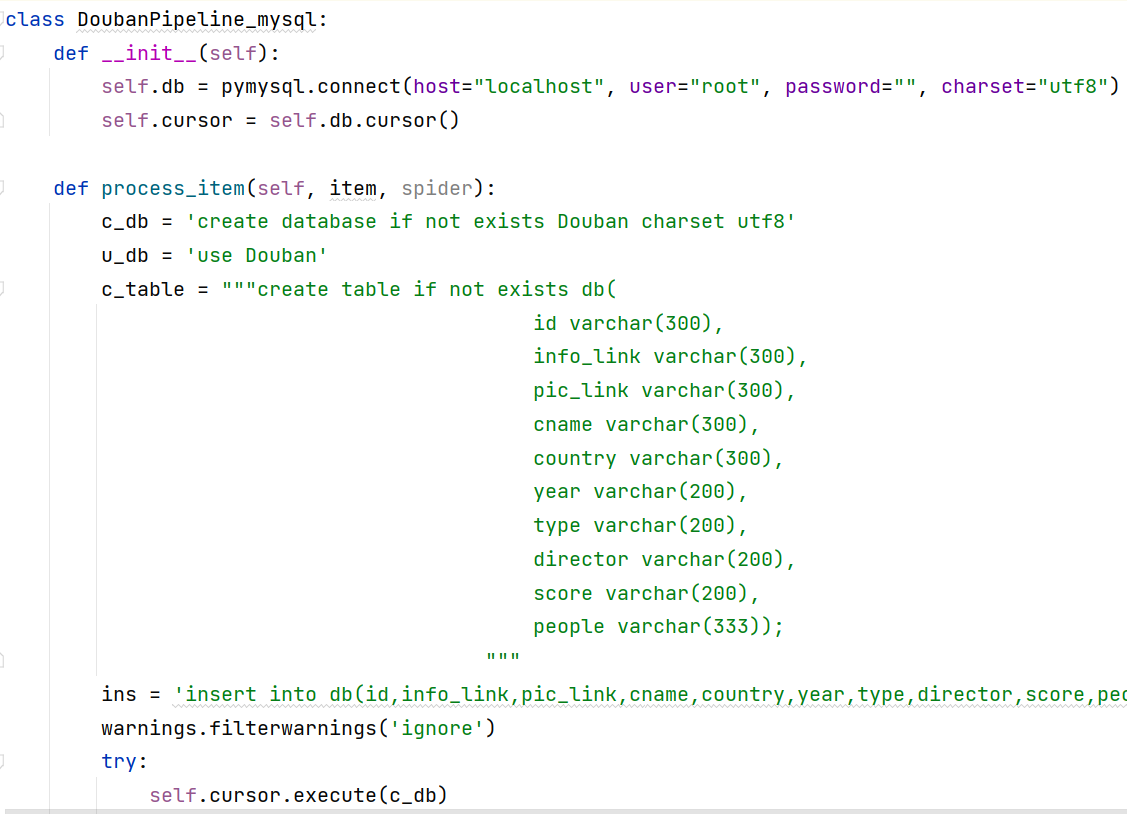 class DoubanPipeline_mysql:
    def __init__(self):
        self.db = pymysql.connect(host="localhost", user="root", password="", charset="utf8")
        self.cursor = self.db.cursor()
    def process_item(self, item, spider):
        c_db = 'create database if not exists Douban charset utf8'
        u_db = 'use Douban'
        c_table = """create table if not exists db(
                                            id varchar(300),
                                            info_link varchar(300),
                                            pic_link varchar(300),
                                            cname varchar(300),
                                            country varchar(300),
                                            year varchar(200),
                                            type varchar(200),
                                            director varchar(200),
                                            score varchar(200),
                                            people varchar(333));
                                        """
        ins = 'insert into db(id,info_link,pic_link,cname,country,year,type,director,score,
        warnings.filterwarnings('ignore')
        try:
            self.cursor.execute(c_db)